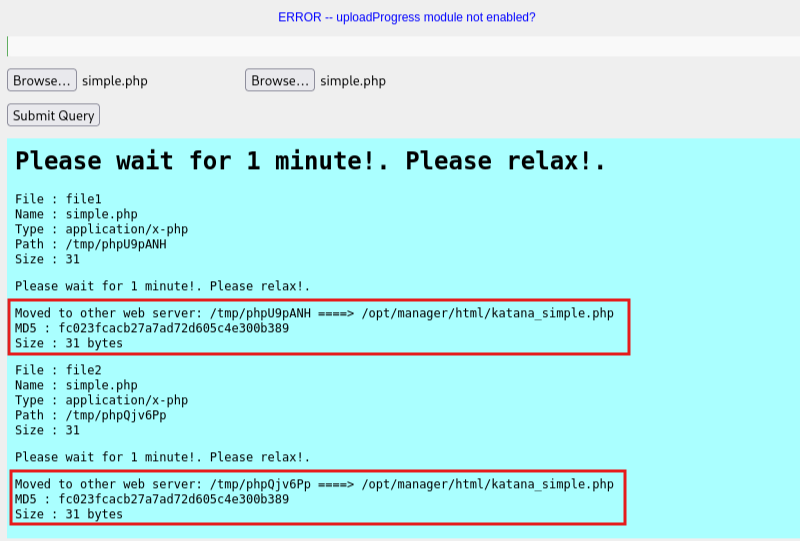 ERROR -- uploadProgress module not enabled?
Browse... simple.php Browse... simple.php
Submit Query
Please wait for 1 minute!. Please relax!.
File : file1
Name : simple.php
Type : application/x-php
Path : /tmp/phpU9pANH
Size : 31
Please wait for 1 minute!. Please relax!.
Moved to other web server: /tmp/phpU9pANH ====> /opt/manager/html/katana_simple.php
MD5 : fc023fcacb27a7ad72d605c4e300b389
Size : 31 bytes
File : file2
Name : simple.php
Type : application/x-php
Path : /tmp/phpQjv6Pp
Size : 31
Please wait for 1 minute!. Please relax!.
Moved to other web server: /tmp/phpQjv6Pp ====> /opt/manager/html/katana_simple.php
MD5 : fc023fcacb27a7ad72d605c4e300b389
Size : 31 bytes